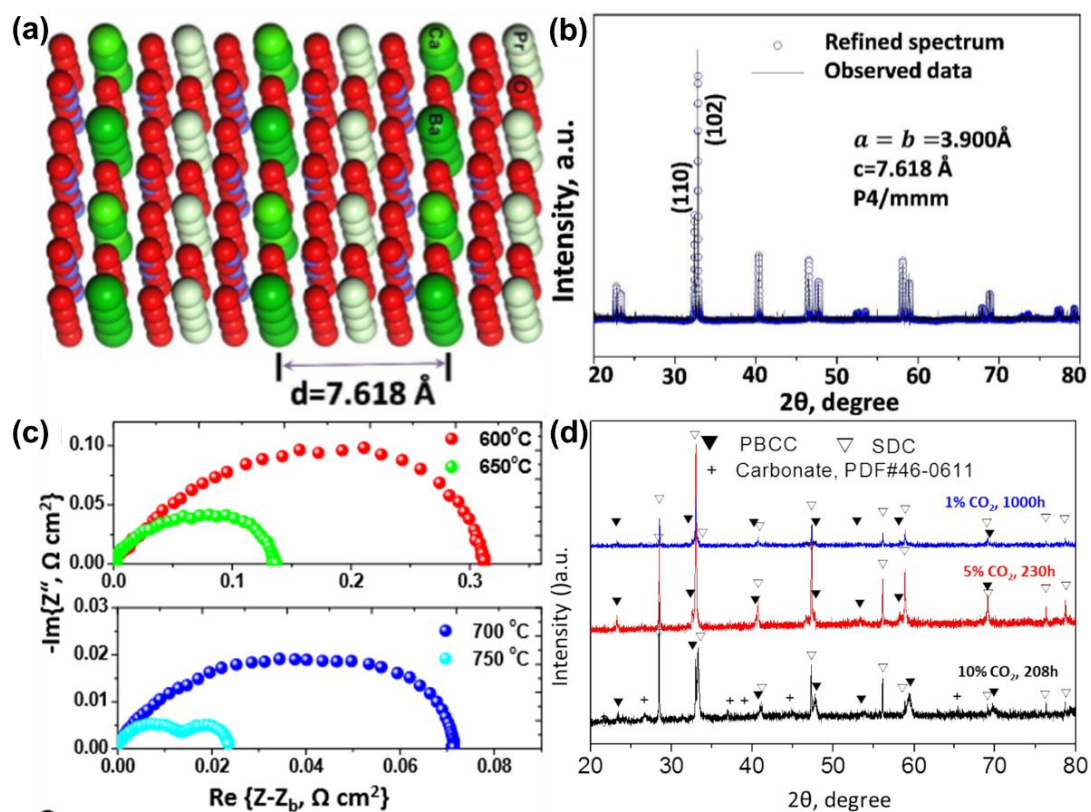 (a)
Ca
Pr
O
Ba
d=7.618 Å
(b)
Refined spectrum
Observed data
(102)
(110)
a = b =3.900Å
c=7.618 Å
P4/mmm
Intensity, a.u.
20 30 40 50 60 70 80
2θ, degree
(c)
600°C
650°C
0.10
0.05
0.00
0.0 0.1 0.2 0.3
-Im{Z", Ω cm²}
700 °C
750 °C
0.03
0.02
0.01
0.00
0.00 0.02 0.04 0.06 0.08
Re {Z-Zb, Ω cm²}
(d)
PBCC SDC
+ Carbonate, PDF#46-0611
1% CO₂, 1000h
5% CO₂, 230h
10% CO₂, 208h
Intensity ()a.u.
20 30 40 50 60 70 80
2θ, degree